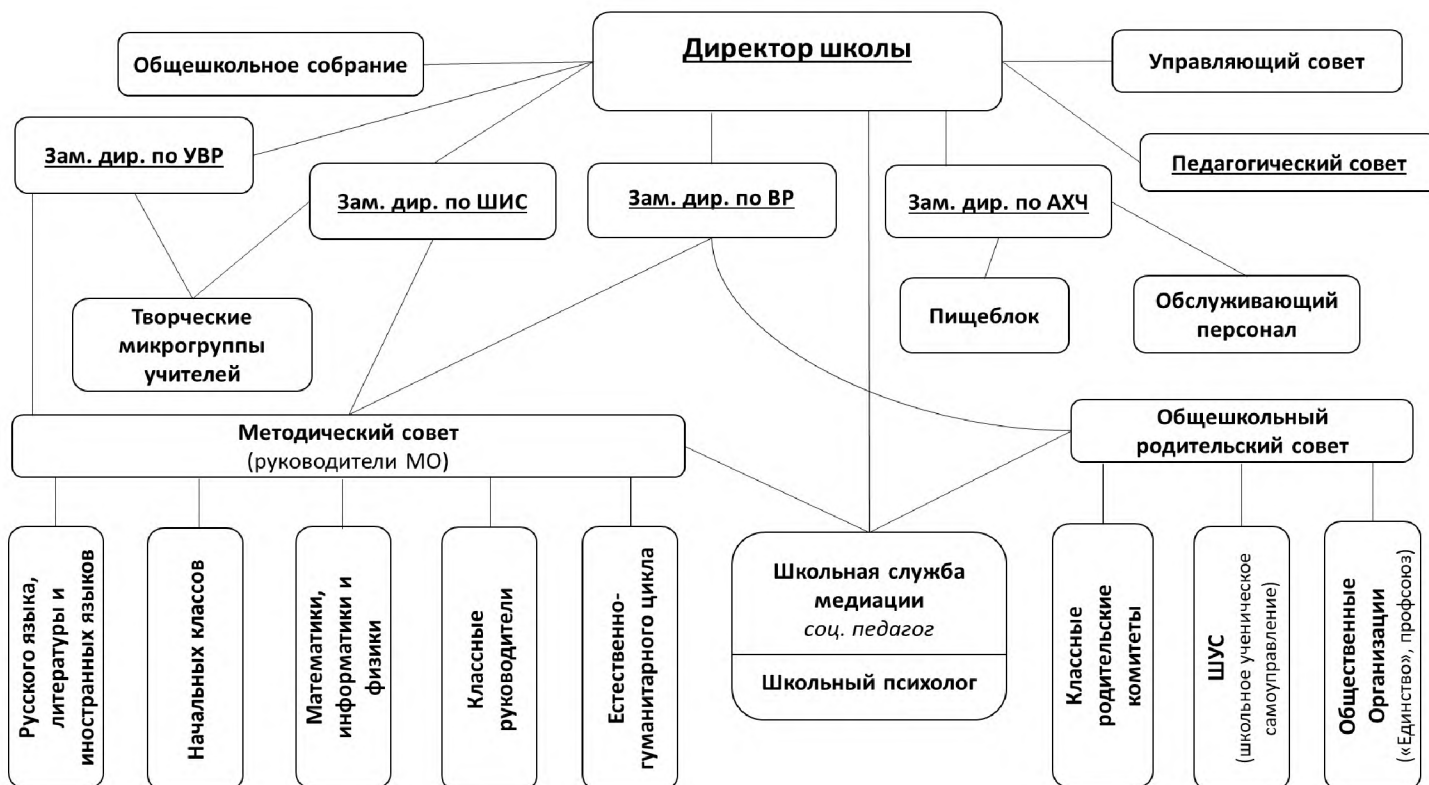 Директор школы
Общешкольное собрание
Управляющий совет
Зам. дир. по УВР
Педагогический совет
Зам. дир. по ШИС
Зам. дир. по ВР
Зам. дир. по АХЧ
Творческие
микрогруппы
учителей
Пищеблок
Обслуживающий
персонал
Методический совет
(руководители МО)
Общешкольный
родительский совет
Русского языка,
литературы и
иностранных языков
Начальных классов
Математики,
информатики и
физики
Классные
руководители
Естественно-
гуманитарного цикла
Школьная служба
медиации
соц. педагог
Школьный психолог
Классные
родительские
комитеты
ШУС
(школьное ученическое
самоуправление)
Общественные
Организации
(«Единство», профсоюз)